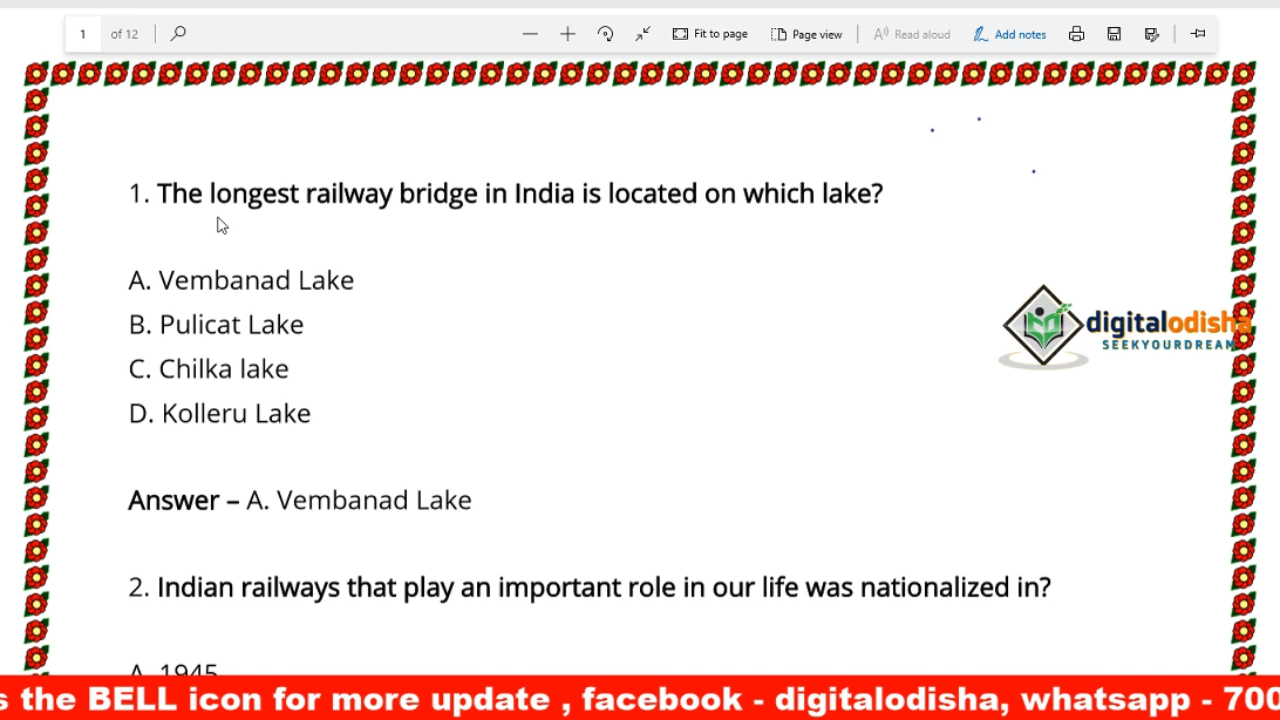 1 of 12 Fit to page Page view Read aloud Add notes
1. The longest railway bridge in India is located on which lake?
A. Vembanad Lake
B. Pulicat Lake
C. Chilka lake
D. Kolleru Lake
digitalodisha
SEEKYOURDREAM
Answer – A. Vembanad Lake
2. Indian railways that play an important role in our life was nationalized in?
A. 1945
s the BELL icon for more update , facebook - digitalodisha, whatsapp - 700